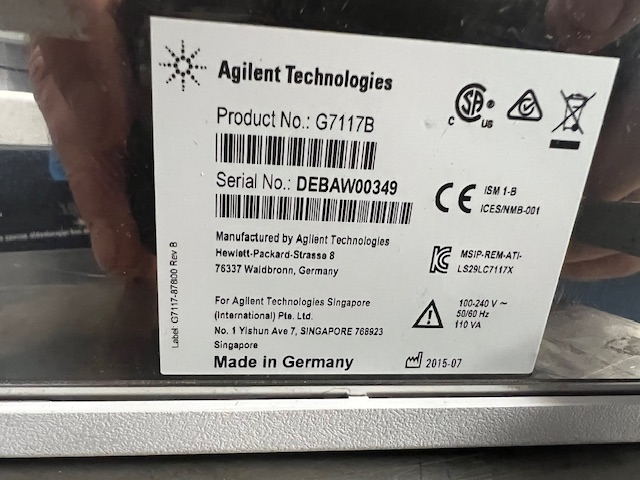 Agilent Technologies
Product No.: G7117B
Serial No.: DEBAW00349
Manufactured by Agilent Technologies
Hewlett-Packard-Strasse 8
76337 Waldbronn, Germany
For Agilent Technologies Singapore
(International) Pte. Ltd.
No. 1 Yishun Ave 7, SINGAPORE 768923
Singapore
Made in Germany
2015-07
Label: G7117-87800 Rev B
C SA ® US
CE
ISM 1-B
ICES/NMB-001
MSIP-REM-ATI-
LS29LC7117X
100-240 V ~
50/60 Hz
110 VA